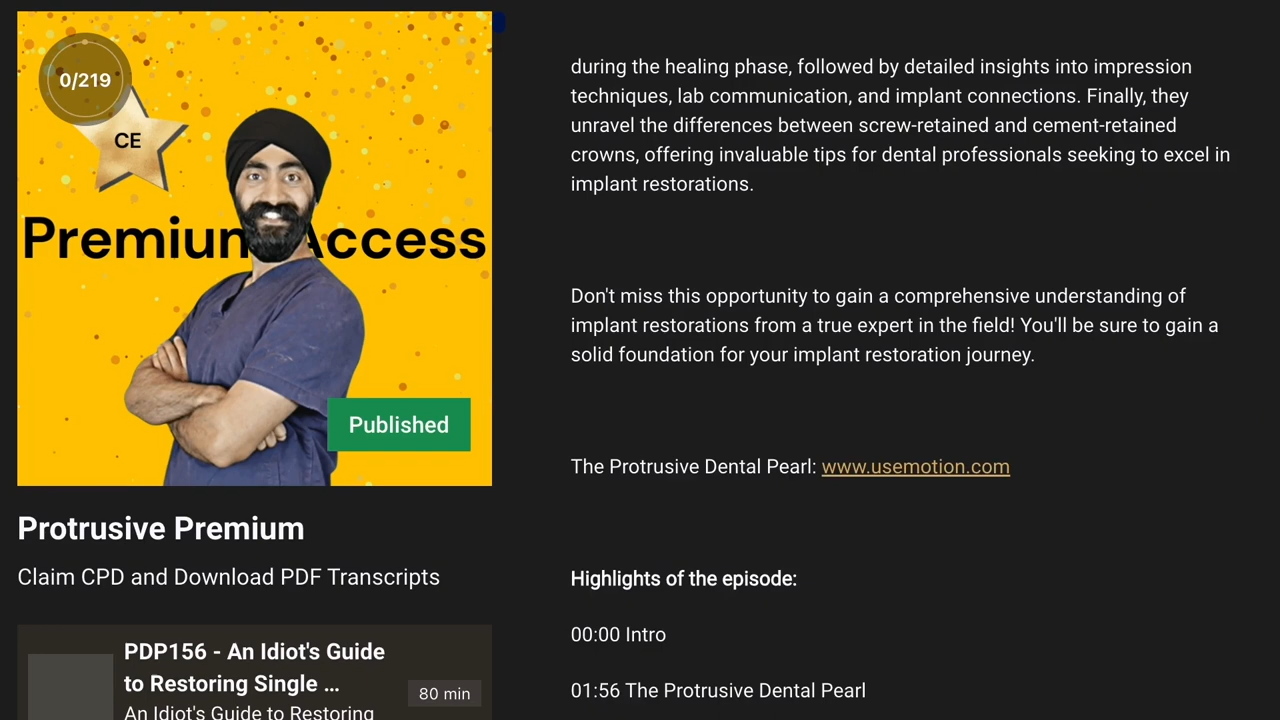 0/219
CE
Premium Access
Published
Protrusive Premium
Claim CPD and Download PDF Transcripts
PDP156 - An Idiot's Guide
to Restoring Single ...
80 min
An Idiot's Guide to Restoring
during the healing phase, followed by detailed insights into impression
techniques, lab communication, and implant connections. Finally, they
unravel the differences between screw-retained and cement-retained
crowns, offering invaluable tips for dental professionals seeking to excel in
implant restorations.
Don't miss this opportunity to gain a comprehensive understanding of
implant restorations from a true expert in the field! You'll be sure to gain a
solid foundation for your implant restoration journey.
The Protrusive Dental Pearl: www.usemotion.com
Highlights of the episode:
00:00 Intro
01:56 The Protrusive Dental Pearl